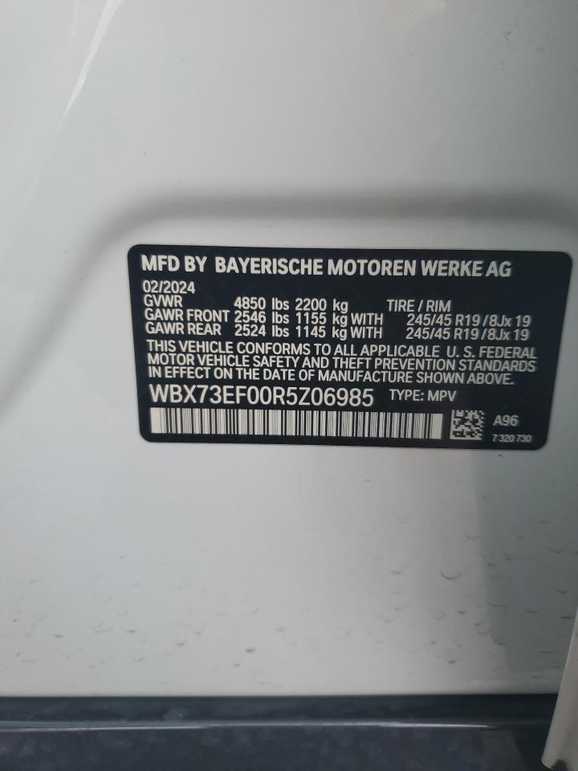 MFD BY BAYERISCHE MOTOREN WERKE AG
02/2024
GVWR 4850 lbs 2200 kg TIRE / RIM
GAWR FRONT 2546 lbs 1155 kg WITH 245/45 R19 /8Jx 19
GAWR REAR 2524 lbs 1145 kg WITH 245/45 R19 /8Jx 19
THIS VEHICLE CONFORMS TO ALL APPLICABLE U. S. FEDERAL
MOTOR VEHICLE SAFETY AND THEFT PREVENTION STANDARDS
IN EFFECT ON THE DATE OF MANUFACTURE SHOWN ABOVE.
WBX73EF00R5Z06985 TYPE: MPV
A96
7 320 730